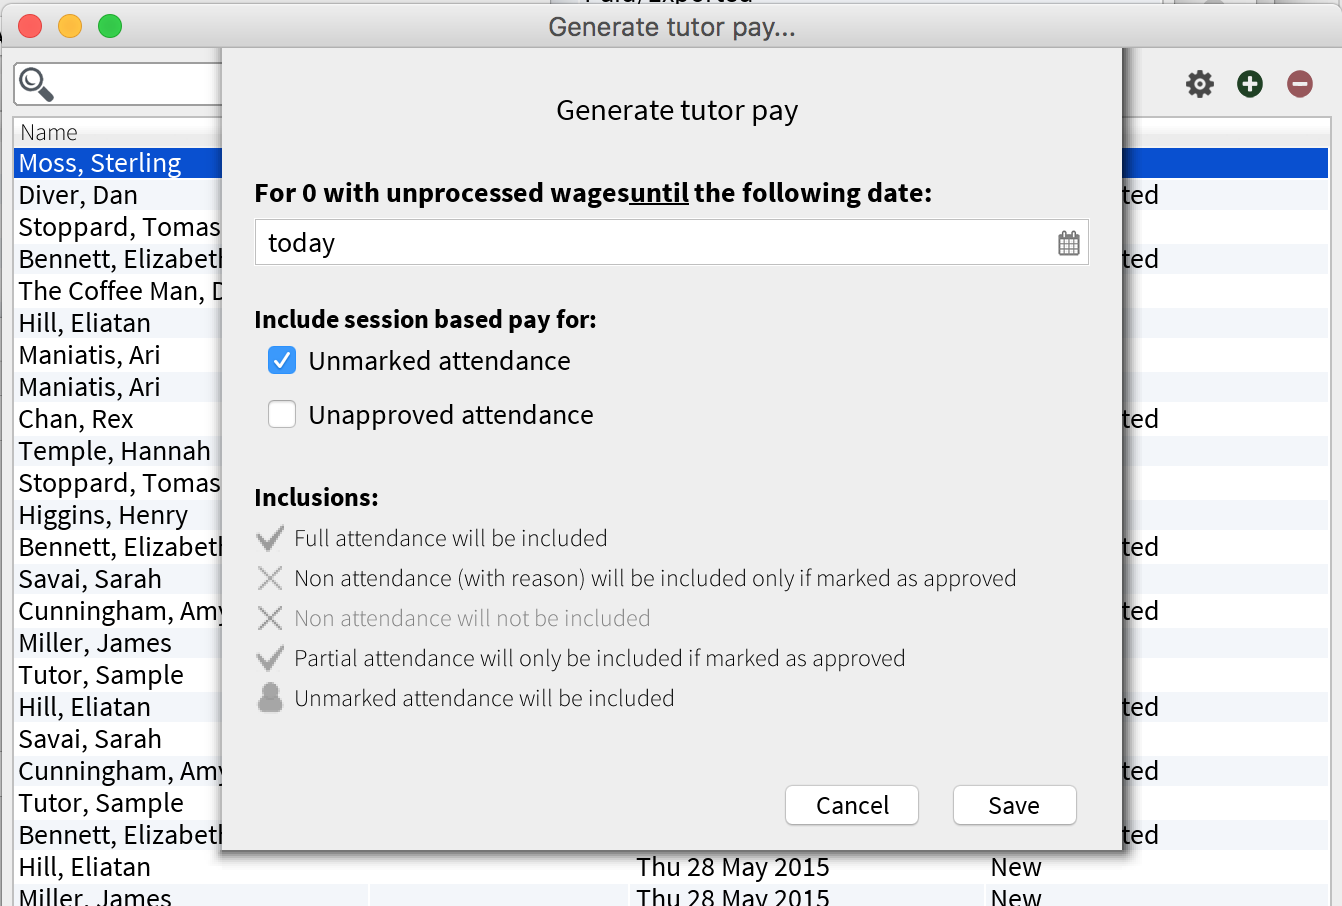 Paid/Exported
Generate tutor pay...
Generate tutor pay
Name
Moss, Sterling
For 0 with unprocessed wagesuntil the following date:
Diver, Dan
ted
Stoppard, Tomas
today
Bennett, Elizabeth
ted
The Coffee Man, D
Include session based pay for:
Hill, Eliatan
Maniatis, Ari
Unmarked attendance
Maniatis, Ari
Chan, Rex
Unapproved attendance
ted
Temple, Hannah
Stoppard, Tomas
Inclusions:
Higgins, Henry
Full attendance will be included
Bennett, Elizabeth
ted
Savai, Sarah
Non attendance (with reason) will be included only if marked as approved
Cunningham, Amy
Non attendance will not be included
ted
Miller, James
Partial attendance will only be included if marked as approved
Tutor, Sample
Unmarked attendance will be included
Hill, Eliatan
ted
Savai, Sarah
Cunningham, Amy
ted
Tutor, Sample
Cancel
Save
Bennett, Elizabeth
ted
Hill, Eliatan
Thu 28 May 2015
New
Miller, James
Thu 28 May 2015
New